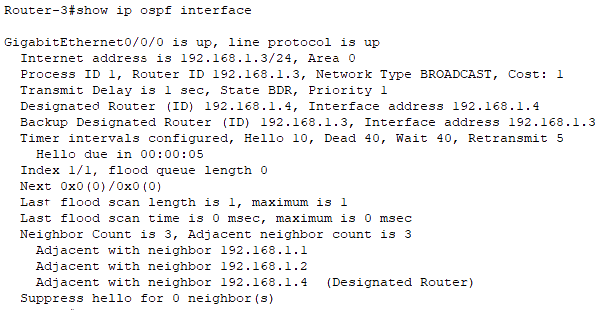 Router-3#show ip ospf interface
GigabitEthernet0/0/0 is up, line protocol is up
Internet address is 192.168.1.3/24, Area 0
Process ID 1, Router ID 192.168.1.3, Network Type BROADCAST, Cost: 1
Transmit Delay is 1 sec, State BDR, Priority 1
Designated Router (ID) 192.168.1.4, Interface address 192.168.1.4
Backup Designated Router (ID) 192.168.1.3, Interface address 192.168.1.3
Timer intervals configured, Hello 10, Dead 40, Wait 40, Retransmit 5
Hello due in 00:00:05
Index 1/1, flood queue length 0
Next 0x0(0)/0x0(0)
Last flood scan length is 1, maximum is 1
Last flood scan time is 0 msec, maximum is 0 msec
Neighbor Count is 3, Adjacent neighbor count is 3
Adjacent with neighbor 192.168.1.1
Adjacent with neighbor 192.168.1.2
Adjacent with neighbor 192.168.1.4  (Designated Router)
Suppress hello for 0 neighbor(s)